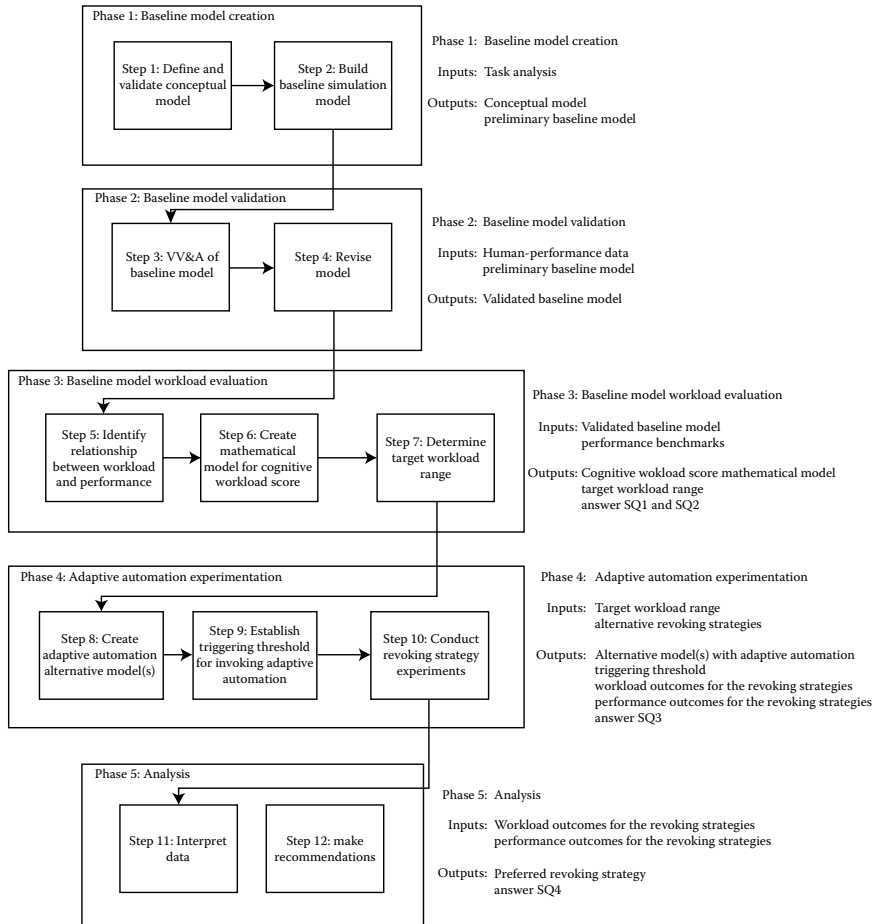 Phase 1: Baseline model creation
Step 1: Define and
validate conceptual
model
Step 2: Build
baseline simulation
model
Phase 1: Baseline model creation
Inputs: Task analysis
Outputs: Conceptual model
preliminary baseline model
Phase 2: Baseline model validation
Step 3: VV&A of
baseline model
Step 4: Revise
model
Phase 2: Baseline model validation
Inputs: Human-performance data
preliminary baseline model
Outputs: Validated baseline model
Phase 3: Baseline model workload evaluation
Step 5: Identify
relationship
between workload
and performance
Step 6: Create
mathematical
model for cognitive
workload score
Step 7: Determine
target workload
range
Phase 3: Baseline model workload evaluation
Inputs: Validated baseline model
performance benchmarks
Outputs: Cognitive wokload score mathematical model
target workload range
answer SQ1 and SQ2
Phase 4: Adaptive automation experimentation
Step 8: Create
adaptive automation
alternative model(s)
Step 9: Establish
triggering threshold
for invoking adaptive
automation
Step 10: Conduct
revoking strategy
experiments
Phase 4: Adaptive automation experimentation
Inputs: Target workload range
alternative revoking strategies
Outputs: Alternative model(s) with adaptive automation
triggering threshold
workload outcomes for the revoking strategies
performance outcomes for the revoking strategies
answer SQ3
Phase 5: Analysis
Step 11: Interpret
data
Step 12: make
recommendations
Phase 5: Analysis
Inputs: Workload outcomes for the revoking strategies
performance outcomes for the revoking strategies
Outputs: Preferred revoking strategy
answer SQ4